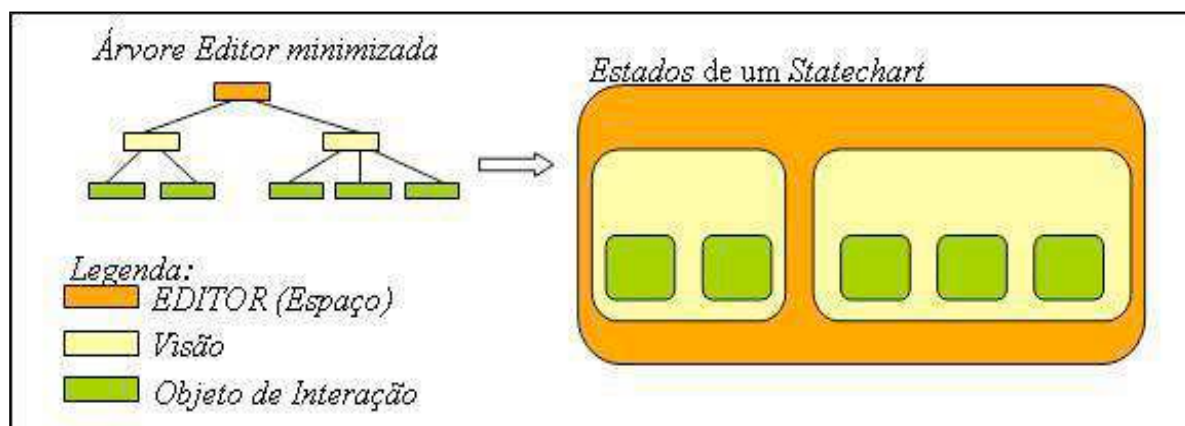 Árvore Editor minimizada
Estados de um Statechart
Legenda:
EDITOR (Espaço)
Visão
Objeto de Interação